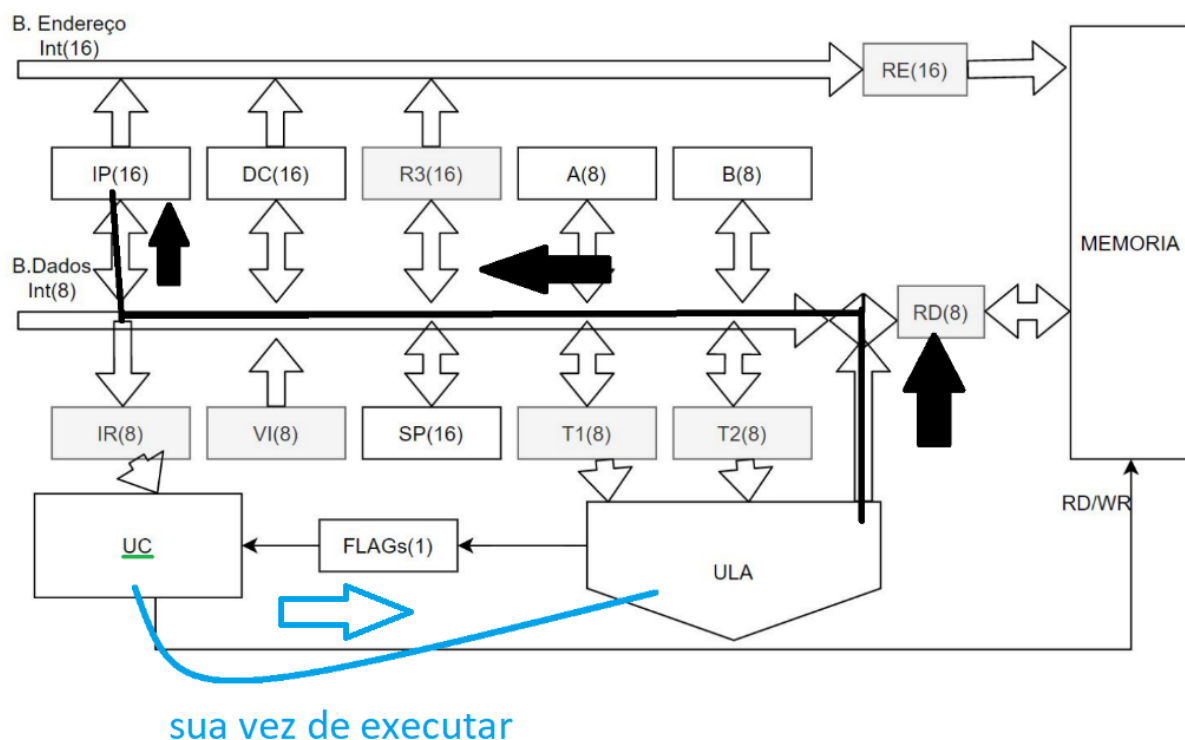 B. Endereço
Int(16)
RE(16)
IP(16)
DC(16)
R3(16)
A(8)
B(8)
MEMORIA
B.Dados
Int(8)
RD(8)
IR(8)
VI(8)
SP(16)
T1(8)
T2(8)
RD/WR
UC
FLAGs(1)
ULA
sua vez de executar